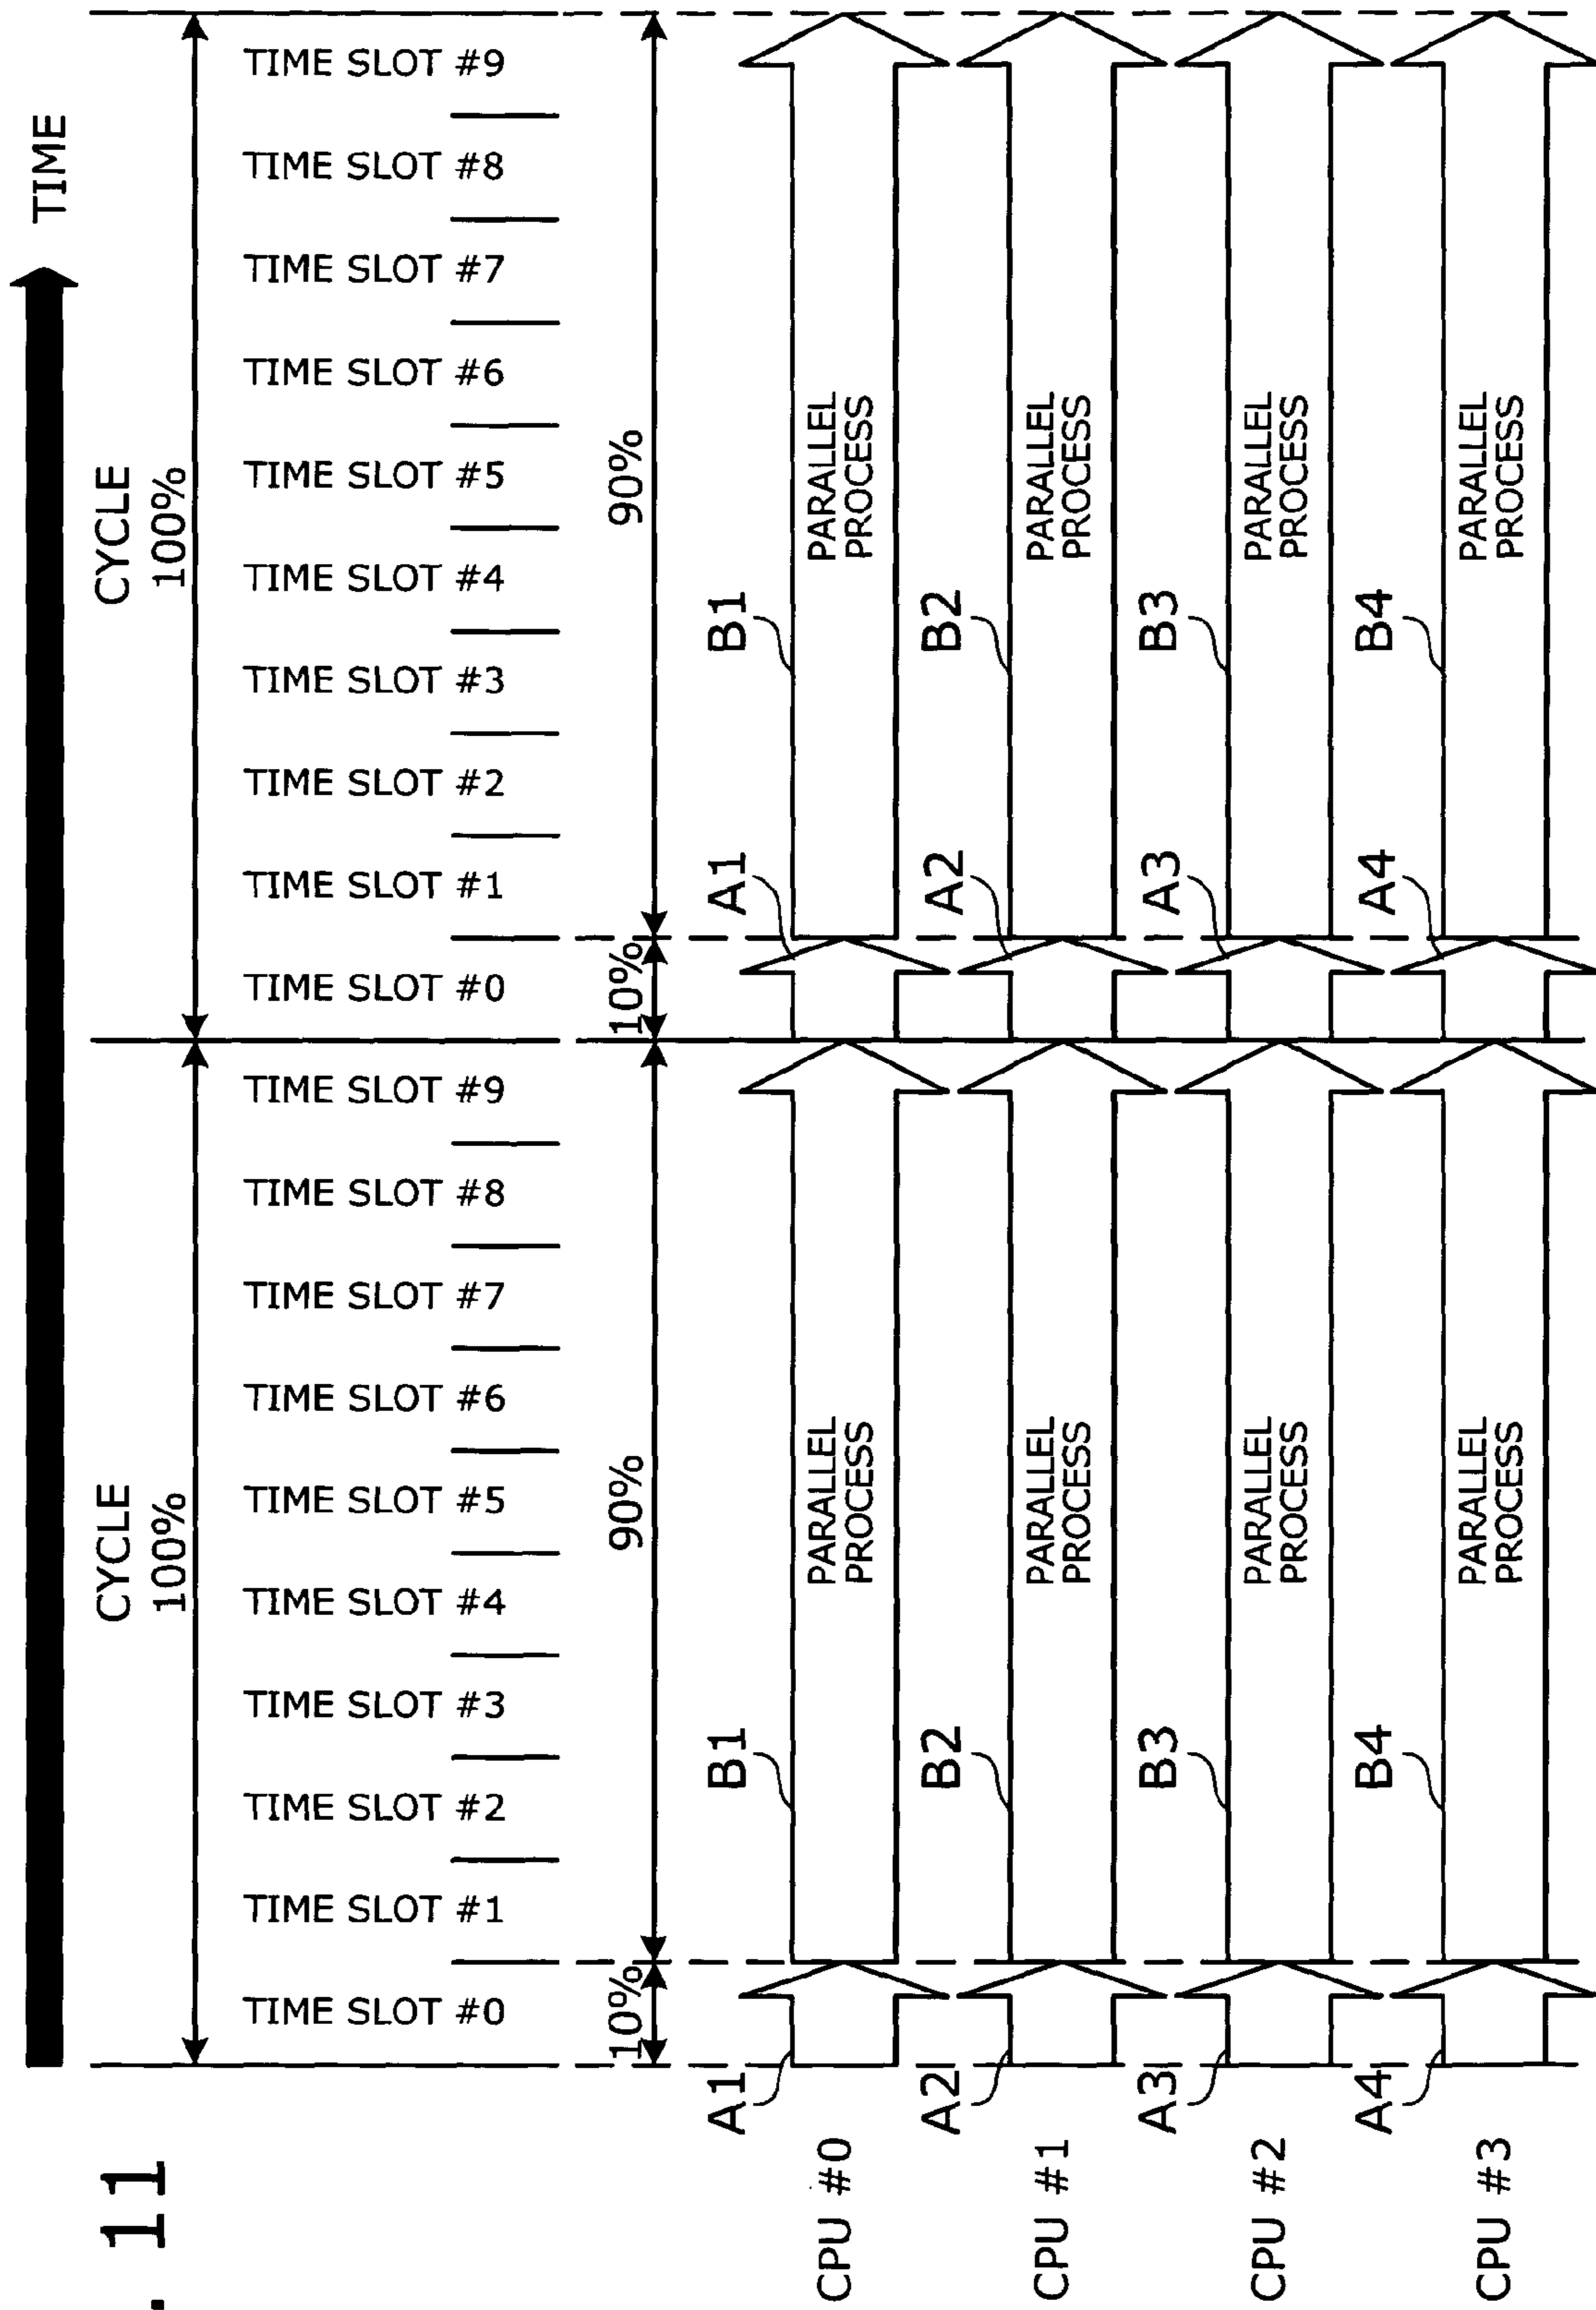 . 11
TIME
CYCLE
100%
CYCLE
100%
TIME SLOT #0
TIME SLOT #1
TIME SLOT #2
TIME SLOT #3
TIME SLOT #4
TIME SLOT #5
TIME SLOT #6
TIME SLOT #7
TIME SLOT #8
TIME SLOT #9
TIME SLOT #0
TIME SLOT #1
TIME SLOT #2
TIME SLOT #3
TIME SLOT #4
TIME SLOT #5
TIME SLOT #6
TIME SLOT #7
TIME SLOT #8
TIME SLOT #9
10%
90%
10%
90%
A1
B1
A1
B1
CPU #0
PARALLEL
PROCESS
PARALLEL
PROCESS
A2
B2
A2
B2
CPU #1
PARALLEL
PROCESS
PARALLEL
PROCESS
A3
B3
A3
B3
CPU #2
PARALLEL
PROCESS
PARALLEL
PROCESS
A4
B4
A4
B4
CPU #3
PARALLEL
PROCESS
PARALLEL
PROCESS